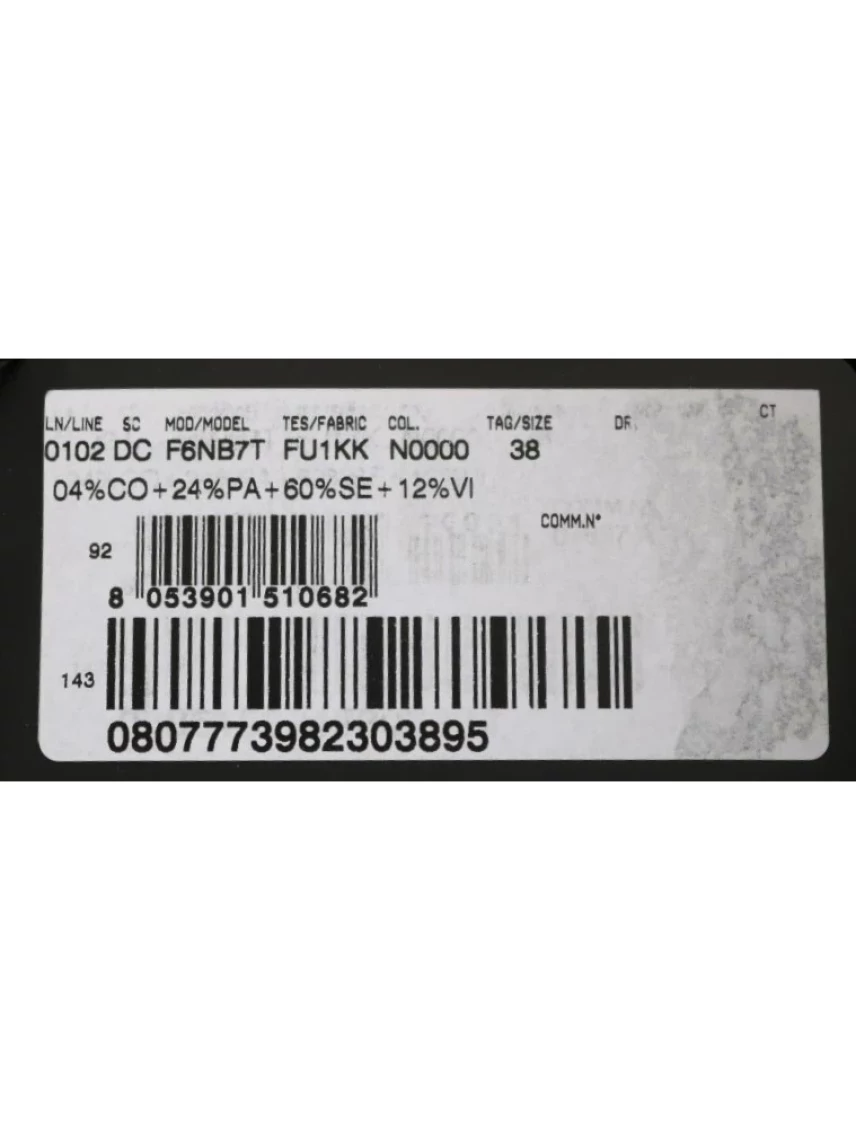 LN/LINE SC MOD/MODEL TES/FABRIC COL. TAG/SIZE DR. CT
0102 DC F6NB7T FU1KK N0000 38
04%CO+24%PA+60%SE+12%VI
COMM.N°
92
8 053901 510682
143
0807773982303895